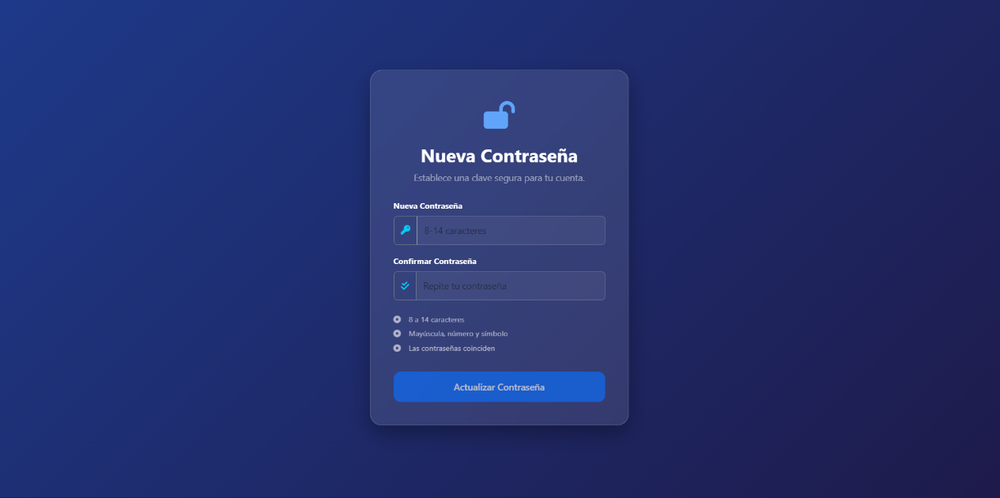 Nueva Contraseña
Establece una clave segura para tu cuenta.
Nueva Contraseña
8-14 caracteres
Confirmar Contraseña
Repite tu contraseña
8 a 14 caracteres
Mayúscula, número y símbolo
Las contraseñas coinciden
Actualizar Contraseña